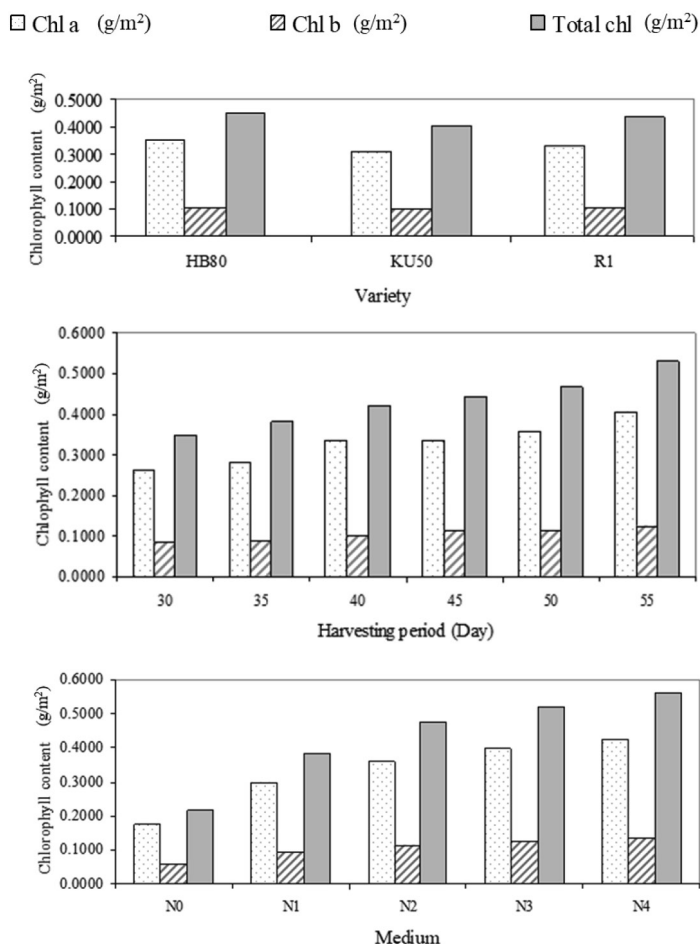 Chl a (g/m²) Chl b (g/m²) Total chl (g/m²)
Chlorophyll content (g/m²)
0.5000
0.4000
0.3000
0.2000
0.1000
0.0000
HB80 KU50 R1
Variety
Chlorophyll content (g/m²)
0.6000
0.5000
0.4000
0.3000
0.2000
0.1000
0.0000
30 35 40 45 50 55
Harvesting period (Day)
Chlorophyll content (g/m²)
0.6000
0.5000
0.4000
0.3000
0.2000
0.1000
0.0000
N0 N1 N2 N3 N4
Medium